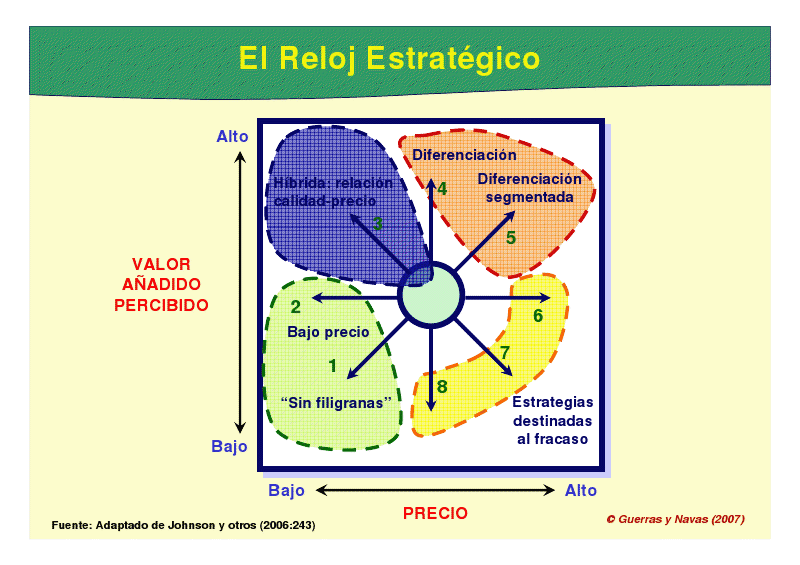 El Reloj Estratégico
Alto
Diferenciación
Híbrida: relación
calidad-precio
4
Diferenciación
segmentada
3
5
VALOR
AÑADIDO
PERCIBIDO
2
6
Bajo precio
7
1
8
“Sin filigranas”
Estrategias
destinadas
al fracaso
Bajo
Bajo
Alto
PRECIO
Fuente: Adaptado de Johnson y otros (2006:243)
© Guerras y Navas (2007)